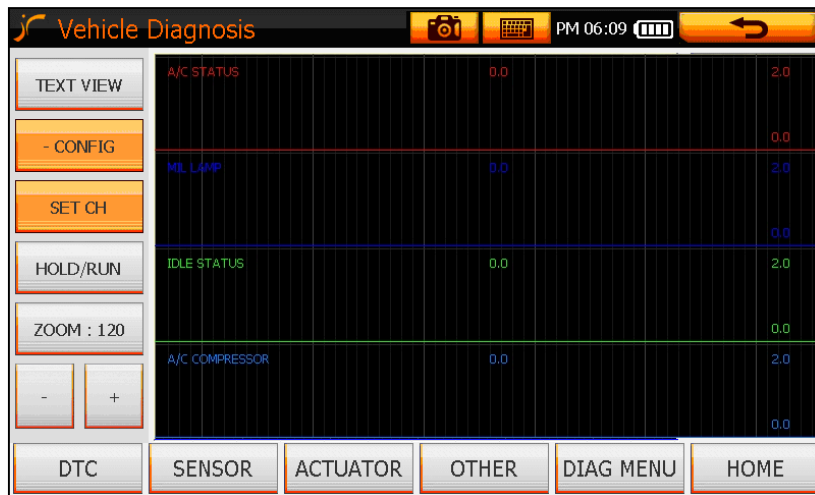 Vehicle Diagnosis
PM 06:09
TEXT VIEW
- CONFIG
SET CH
HOLD/RUN
ZOOM : 120
- +
A/C STATUS 0.0 2.0
0.0
MIL LAMP 0.0 2.0
0.0
IDLE STATUS 0.0 2.0
0.0
A/C COMPRESSOR 0.0 2.0
0.0
DTC SENSOR ACTUATOR OTHER DIAG MENU HOME